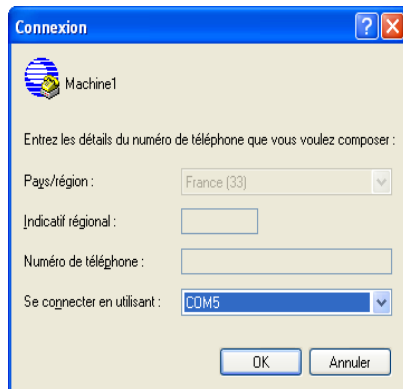 Connexion
Machine1
Entrez les détails du numéro de téléphone que vous voulez composer :
Pays/région : France (33)
Indicatif régional :
Numéro de téléphone :
Se connecter en utilisant : COM5
OK Annuler